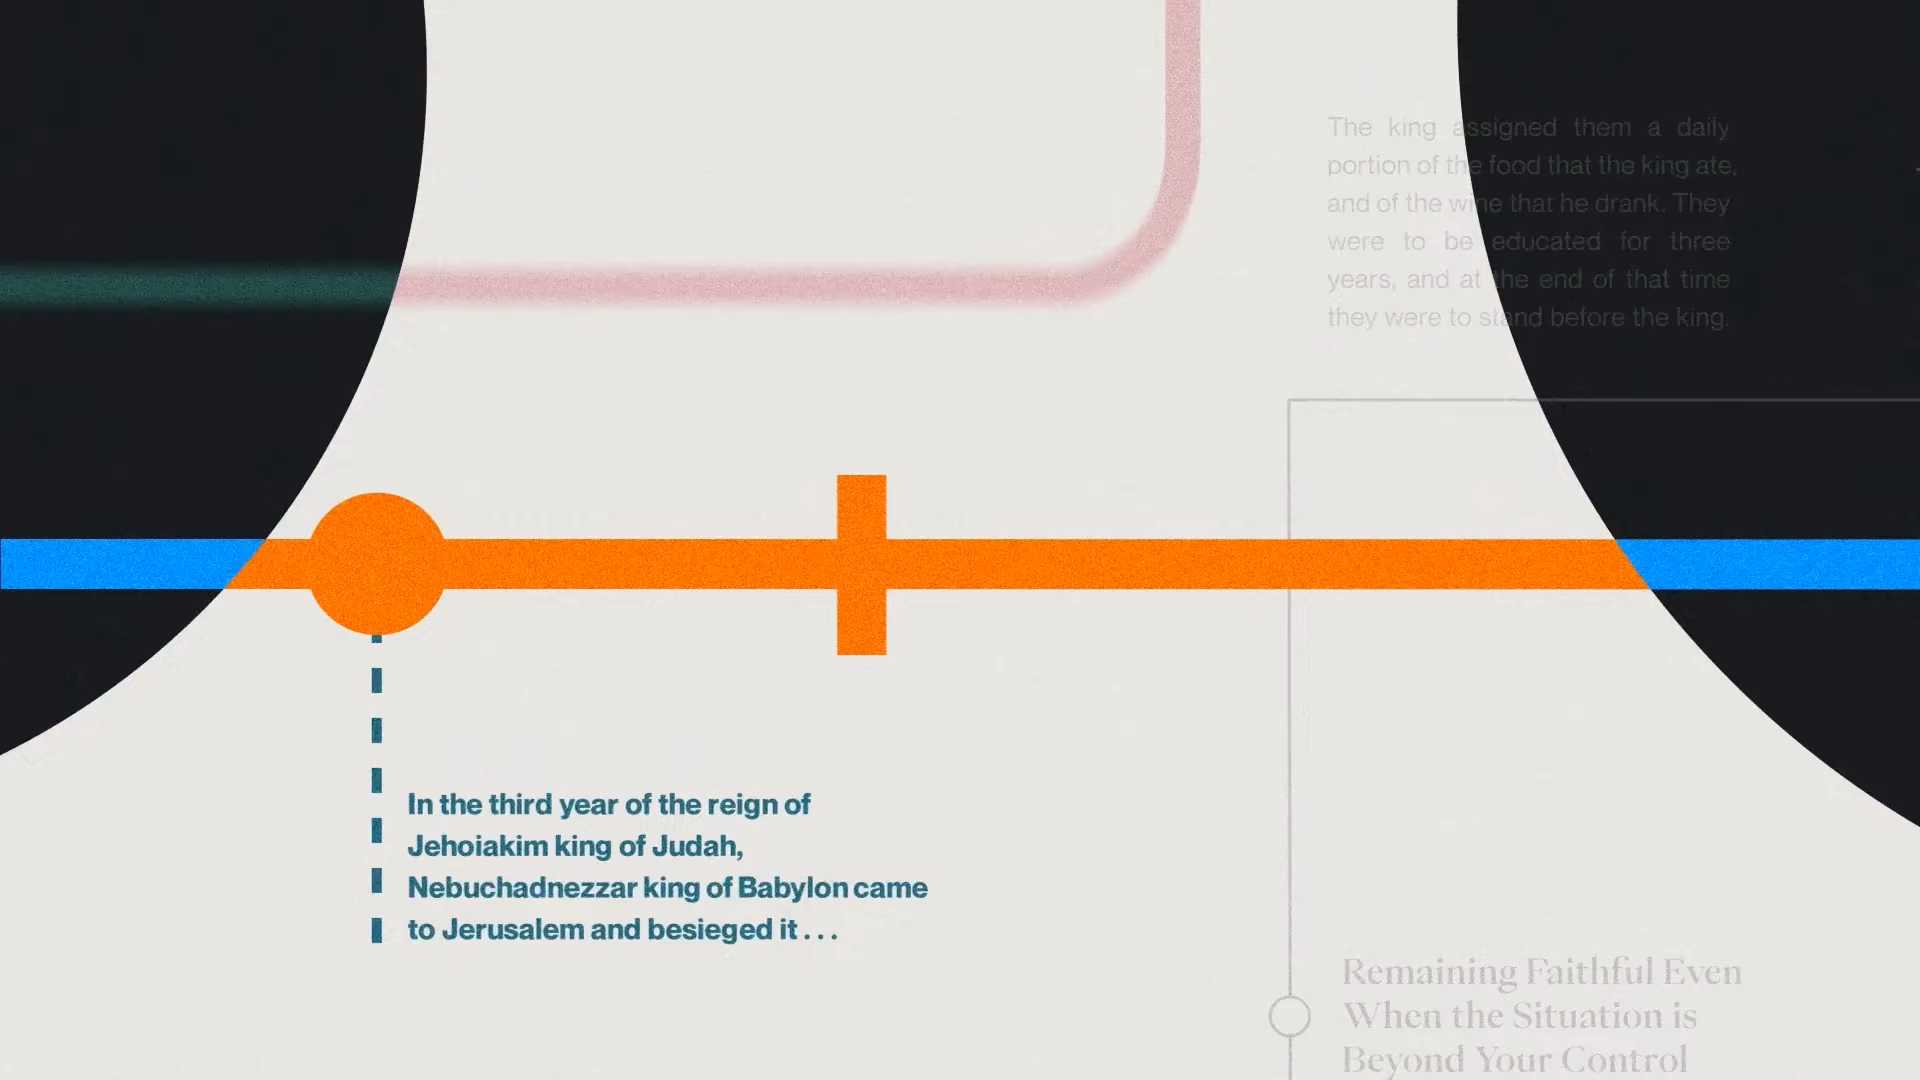 The king assigned them a daily
portion of the food that the king ate,
and of the wine that he drank. They
were to be educated for three
years, and at the end of that time
they were to stand before the king.
In the third year of the reign of
Jehoiakim king of Judah,
Nebuchadnezzar king of Babylon came
to Jerusalem and besieged it . . .
Remaining Faithful Even
When the Situation is
Beyond Your Control